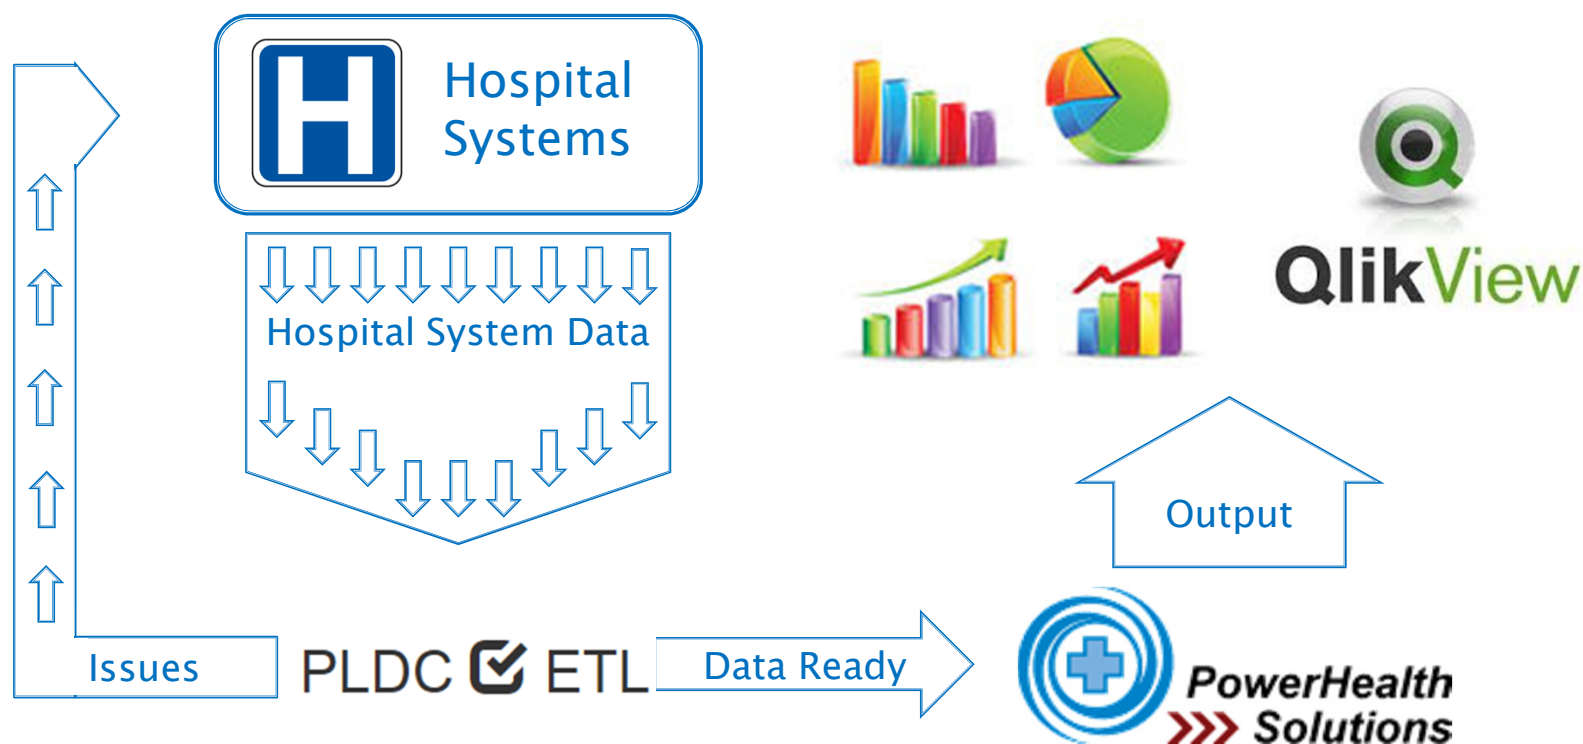 H
Hospital
Systems
Hospital System Data
QlikView
Output
Issues
PLDC ETL
Data Ready
PowerHealth
Solutions